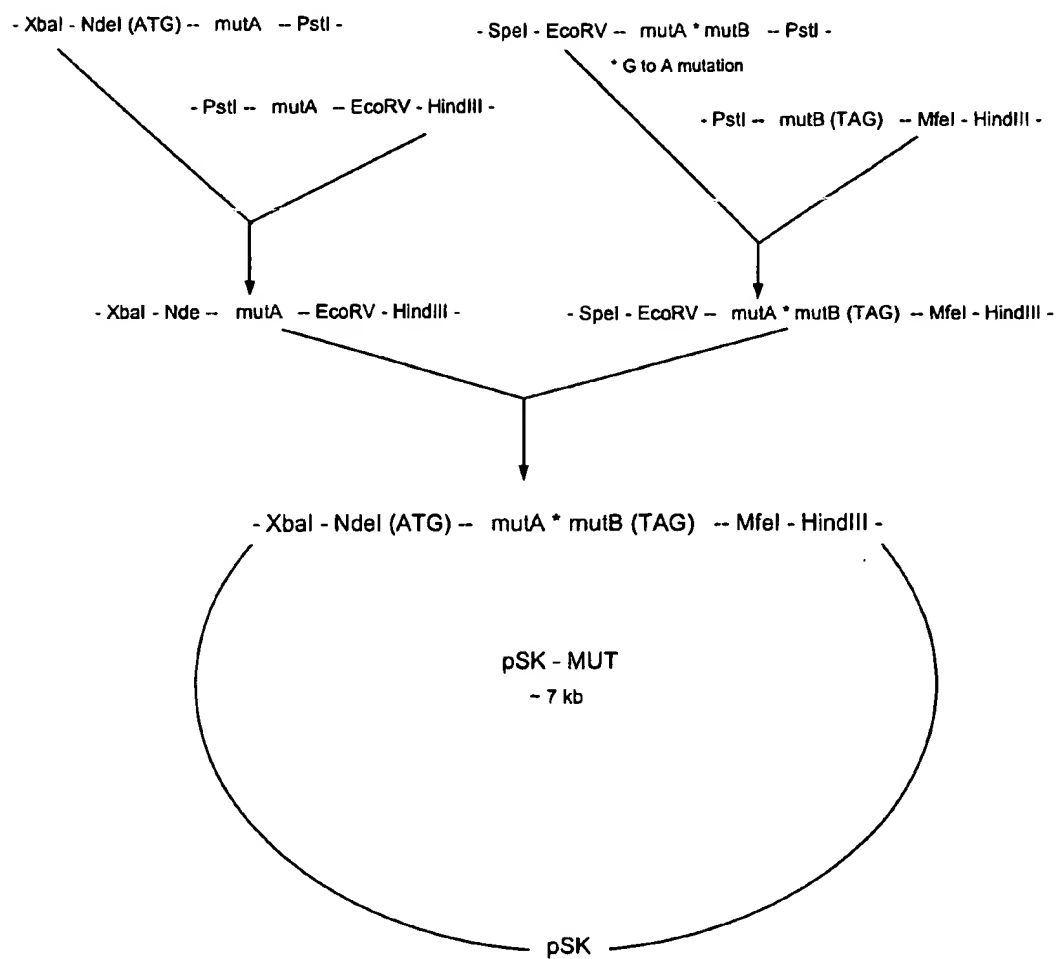 - XbaI - NdeI (ATG) -- mutA -- PstI -
- SpeI - EcoRV -- mutA * mutB -- PstI -
* G to A mutation
- PstI -- mutA -- EcoRV - HindIII -
- PstI -- mutB (TAG) -- MfeI - HindIII -
- XbaI - Nde -- mutA -- EcoRV - HindIII -
- SpeI - EcoRV -- mutA * mutB (TAG) -- MfeI - HindIII -
- XbaI - NdeI (ATG) -- mutA * mutB (TAG) -- MfeI - HindIII -
pSK - MUT
~ 7 kb
pSK